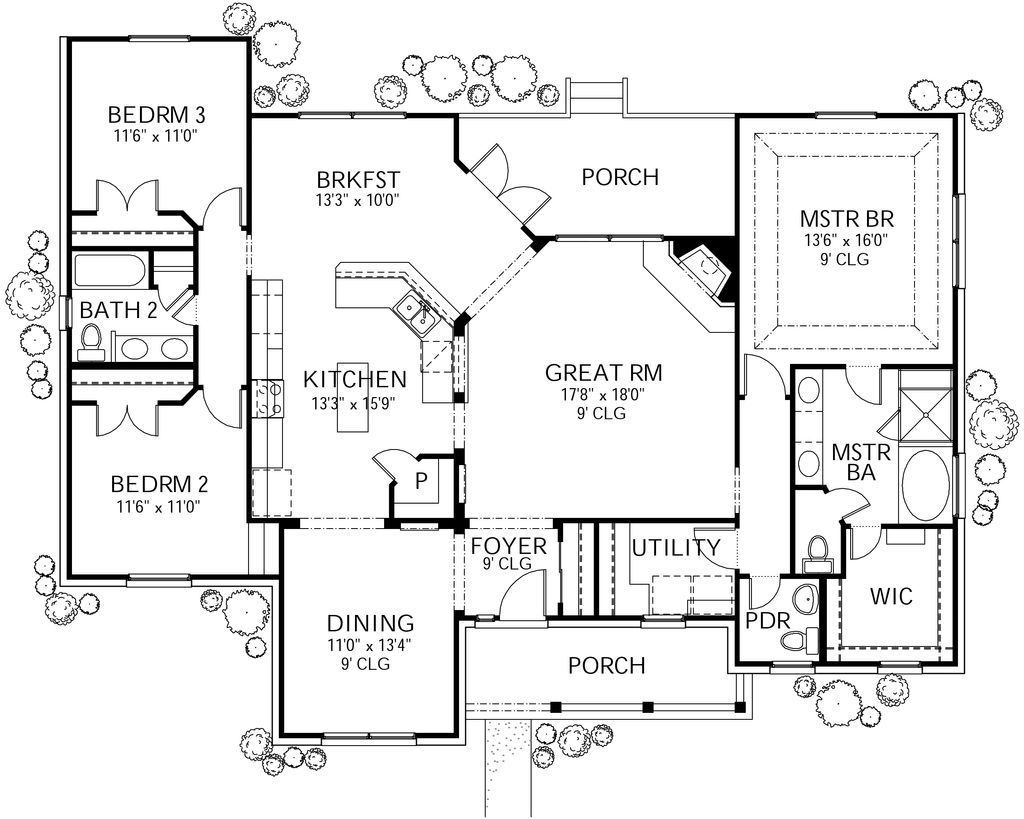 BEDRM 3
11'6" x 11'0"
BRKFST
13'3" x 10'0"
PORCH
MSTR BR
13'6" x 16'0"
9' CLG
BATH 2
KITCHEN
13'3" x 15'9"
GREAT RM
17'8" x 18'0"
9' CLG
MSTR
BA
P
BEDRM 2
11'6" x 11'0"
FOYER
9' CLG
UTILITY
WIC
DINING
11'0" x 13'4"
9' CLG
PDR
PORCH